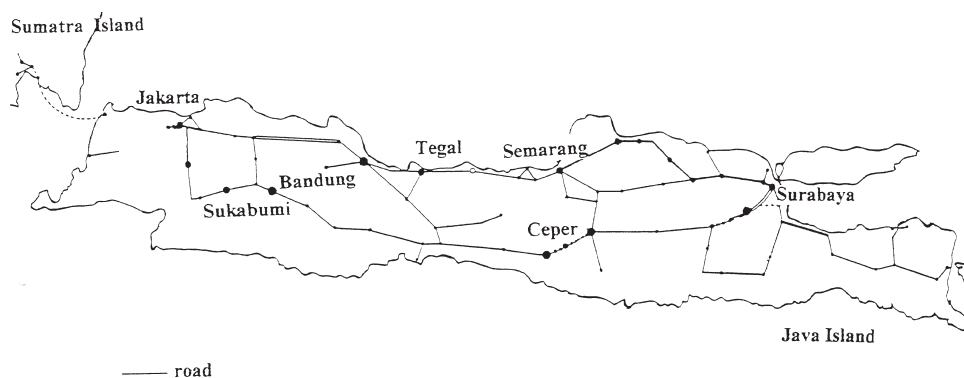 Sumatra Island
Jakarta
Tegal
Semarang
Bandung
Sukabumi
Surabaya
Ceper
Java Island
road